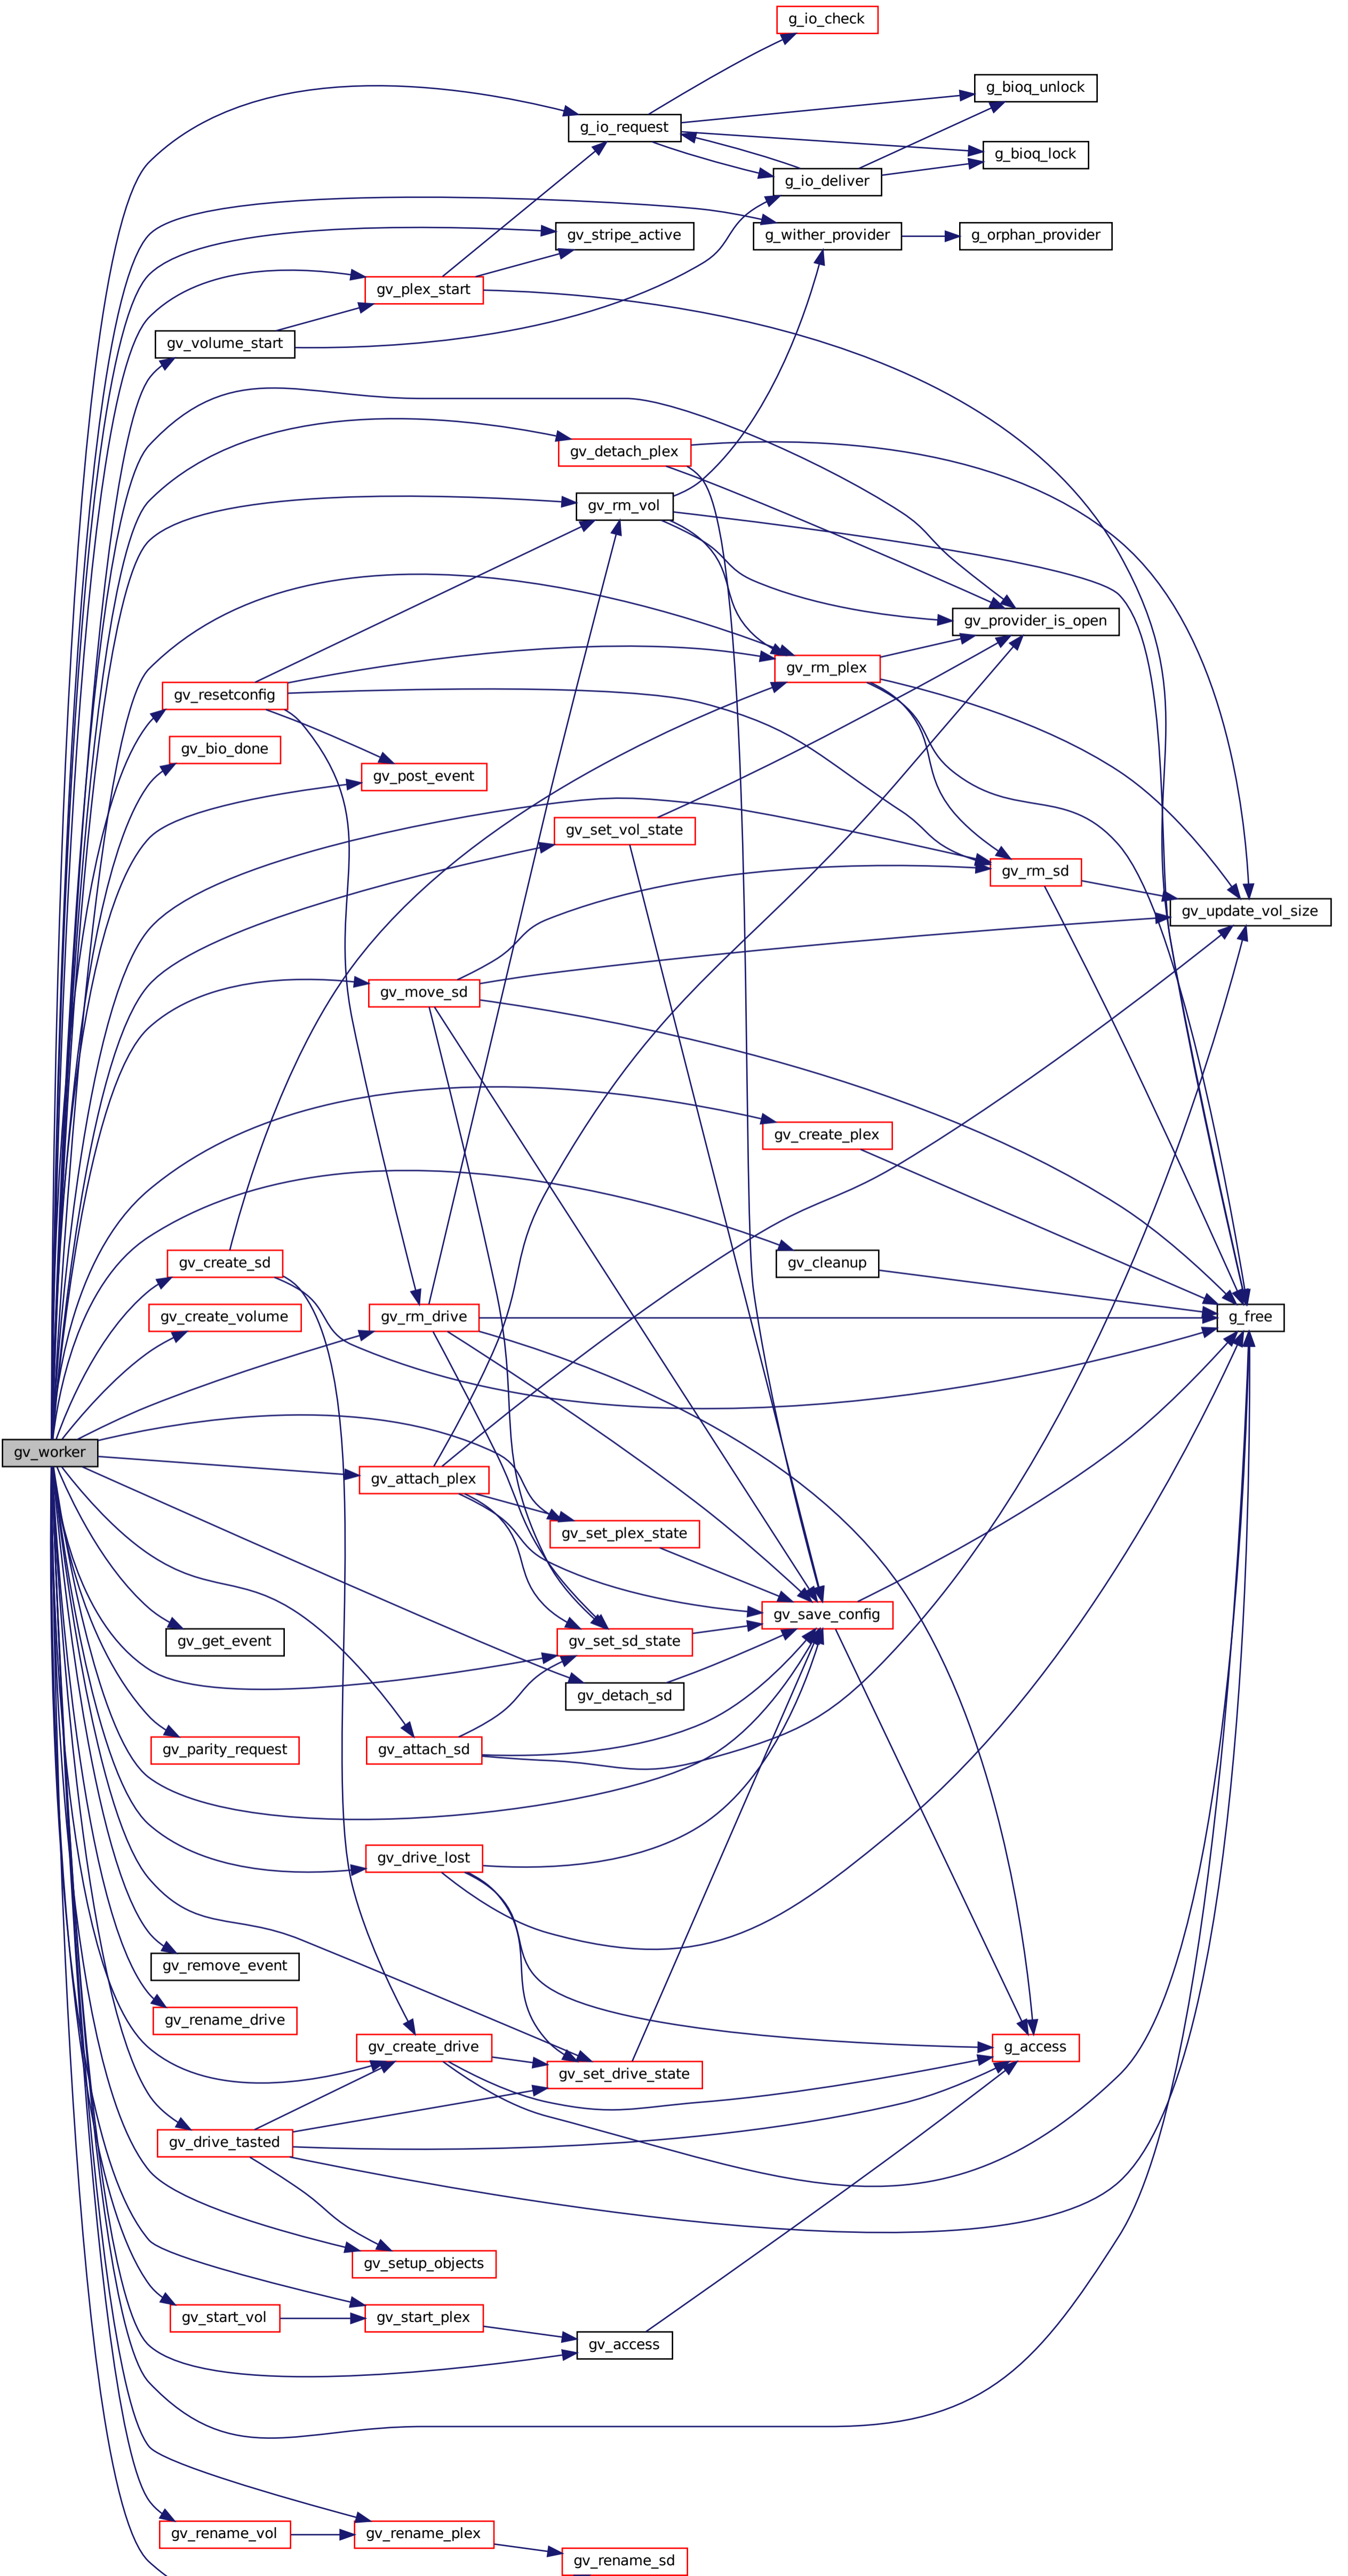 g_io_check
g_bioq_unlock
g_io_request
g_bioq_lock
g_io_deliver
gv_stripe_active
g_wither_provider
g_orphan_provider
gv_plex_start
gv_volume_start
gv_detach_plex
gv_rm_vol
gv_provider_is_open
gv_rm_plex
gv_resetconfig
gv_bio_done
gv_post_event
gv_set_vol_state
gv_rm_sd
gv_update_vol_size
gv_move_sd
gv_create_plex
gv_create_sd
gv_cleanup
gv_create_volume
gv_rm_drive
g_free
gv_worker
gv_attach_plex
gv_set_plex_state
gv_save_config
gv_get_event
gv_set_sd_state
gv_detach_sd
gv_parity_request
gv_attach_sd
gv_drive_lost
gv_remove_event
gv_rename_drive
gv_create_drive
g_access
gv_set_drive_state
gv_drive_tasted
gv_setup_objects
gv_start_vol
gv_start_plex
gv_access
gv_rename_vol
gv_rename_plex
gv_rename_sd